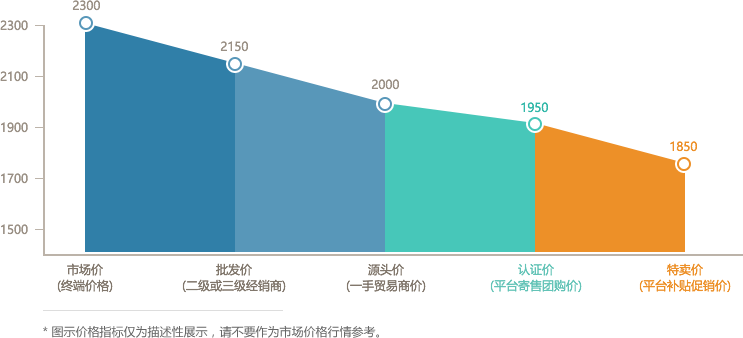 2300
2150
2000
1950
1850
2300
2100
1900
1700
1500
市场价
(终端价格)
批发价
(二级或三级经销商)
源头价
(一手贸易商价)
认证价
(平台寄售团购价)
特卖价
(平台补贴促销价)
* 图示价格指标仅为描述性展示，请不要作为市场价格行情参考。